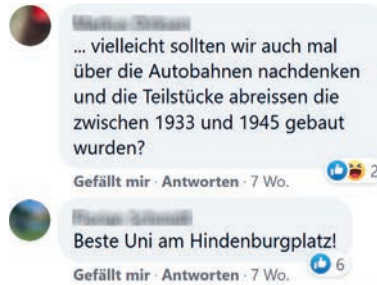 ... vielleicht sollten wir auch mal
über die Autobahnen nachdenken
und die Teilstücke abreissen die
zwischen 1933 und 1945 gebaut
wurden?
2
Gefällt mir · Antworten · 7 Wo.
Beste Uni am Hindenburgplatz!
6
Gefällt mir · Antworten · 7 Wo.